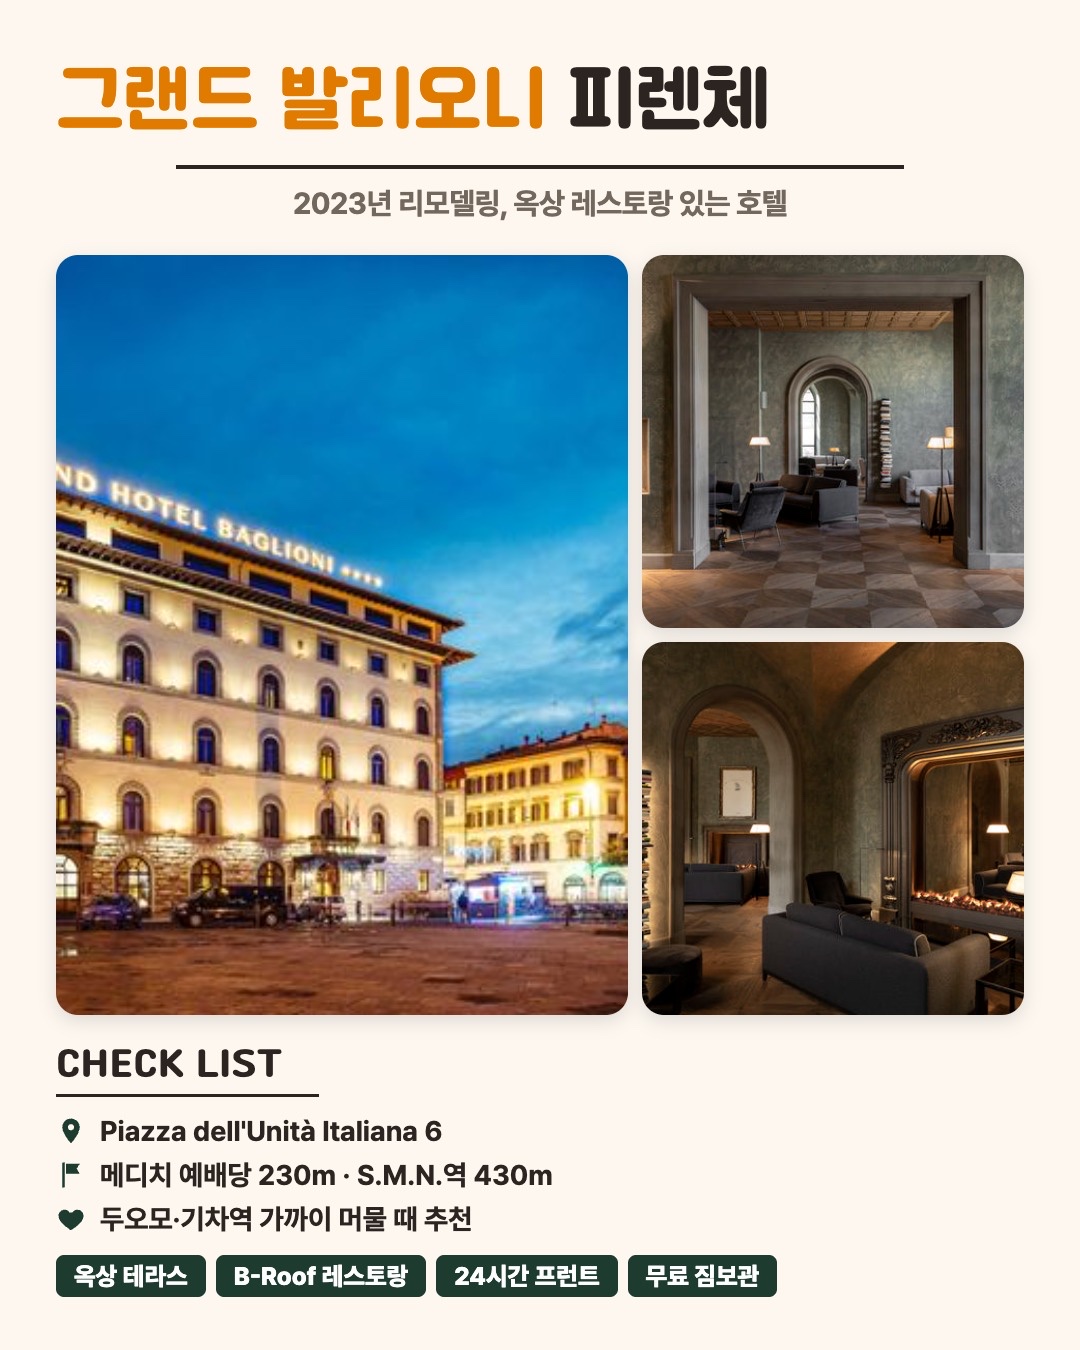 그랜드 발리오니 피렌체
2023년 리모델링, 옥상 레스토랑 있는 호텔
ND HOTEL BAGLIONI ****
CHECK LIST
Piazza dell'Unità Italiana 6
메디치 예배당 230m · S.M.N.역 430m
두오모·기차역 가까이 머물 때 추천
옥상 테라스 B-Roof 레스토랑 24시간 프런트 무료 짐보관